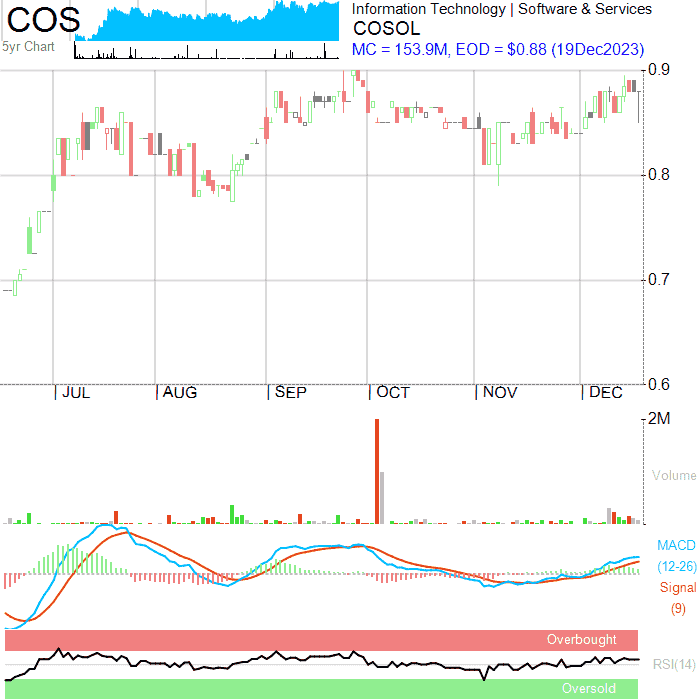 COS
5yr Chart
Information Technology | Software & Services
COSOL
MC = 153.9M, EOD = $0.88 (19Dec2023)
0.9
0.8
0.7
0.6
JUL AUG SEP OCT NOV DEC
2M
Volume
MACD
(12-26)
Signal
(9)
Overbought
RSI(14)
Oversold